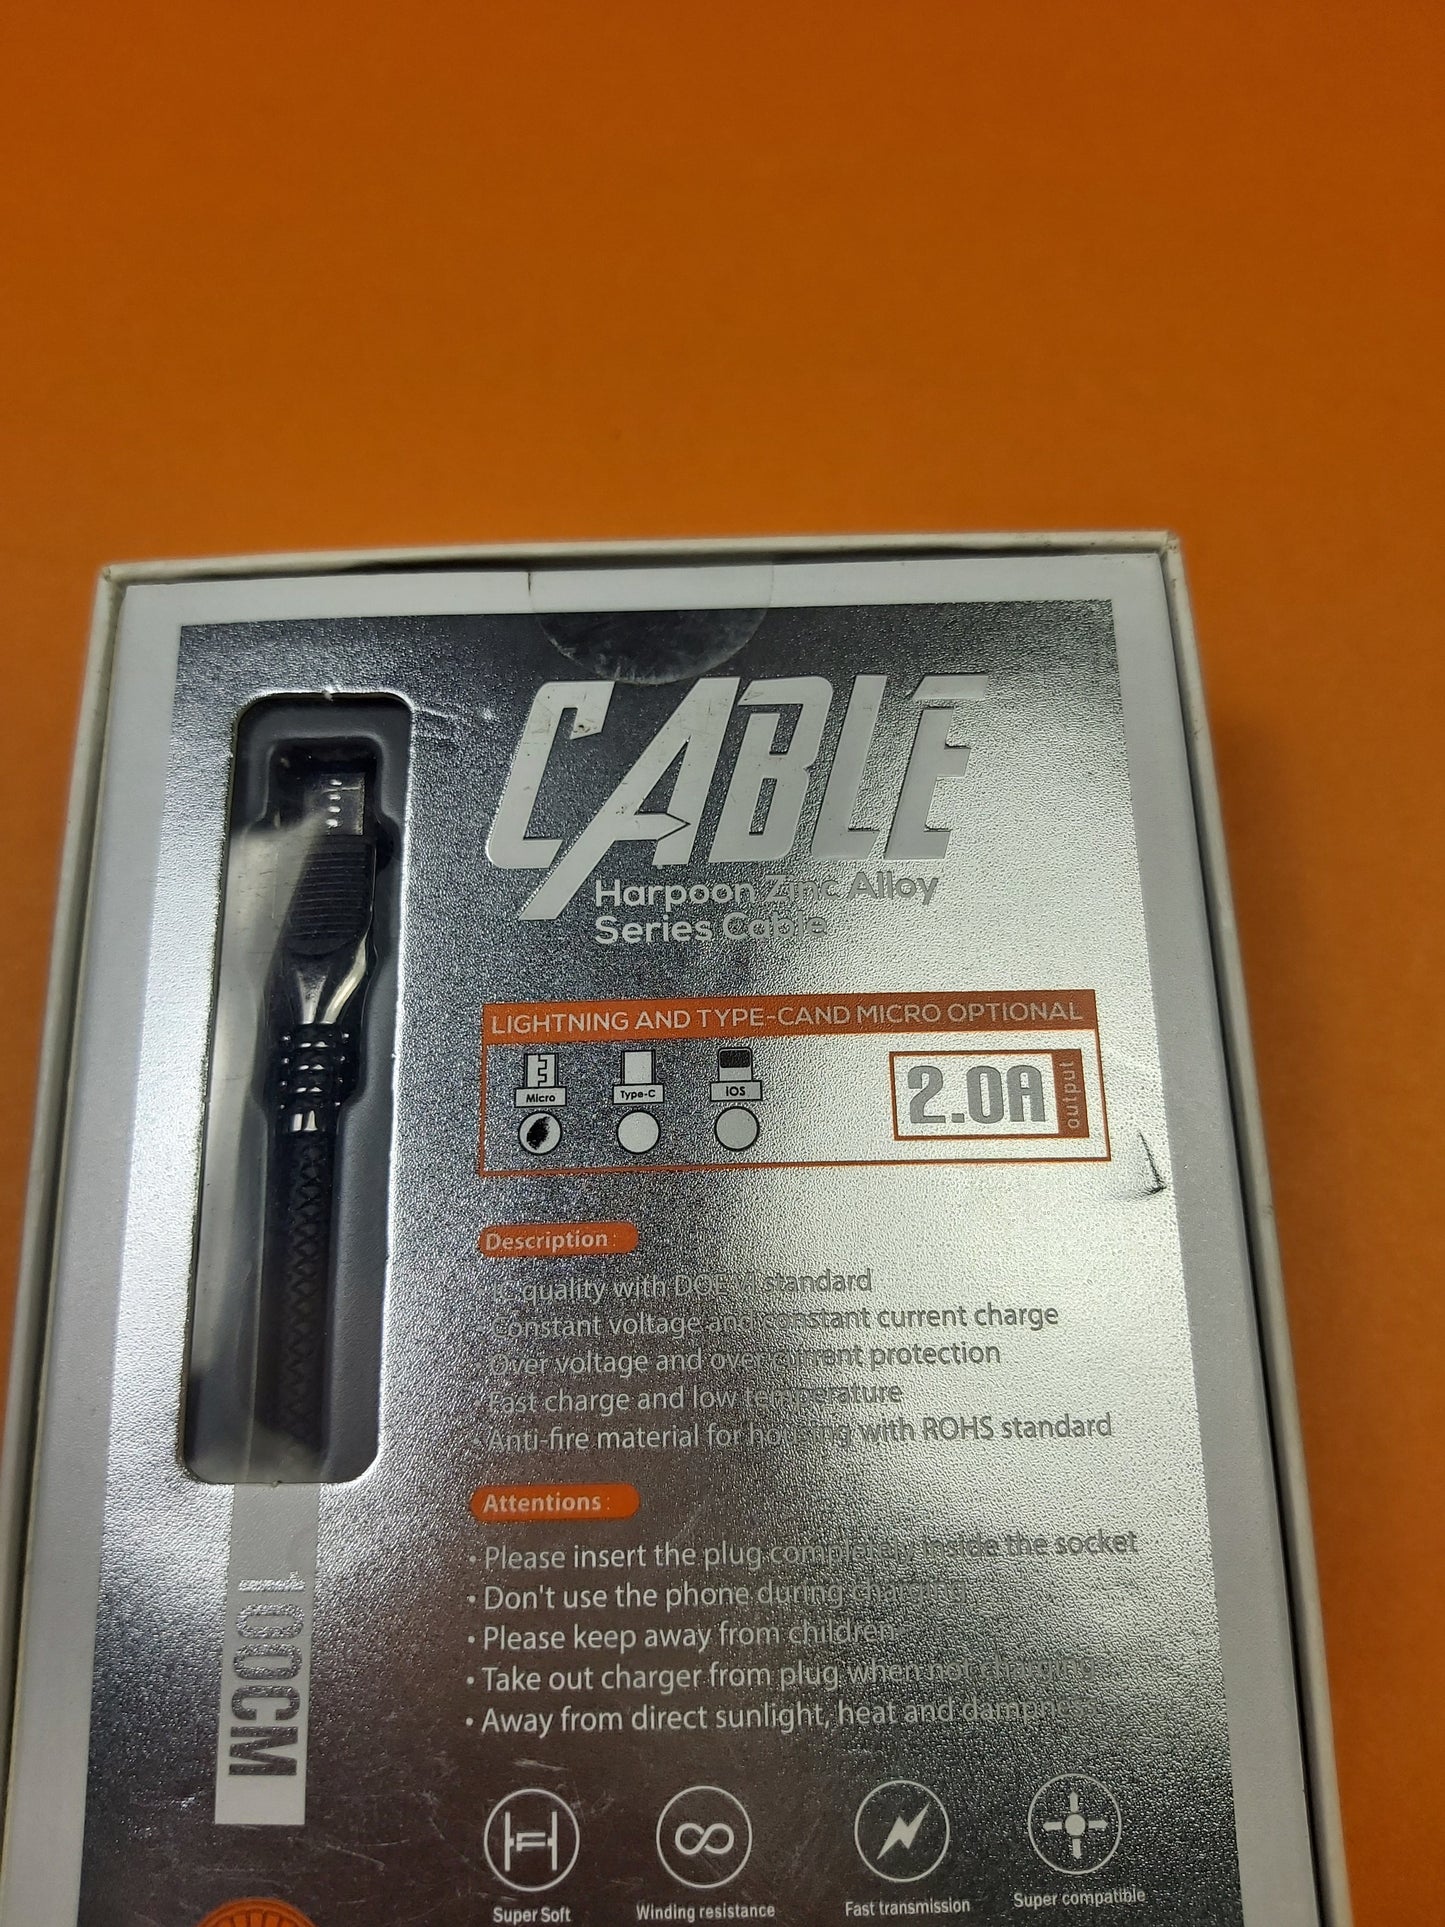 CABLE
Harpoon Zinc Alloy
Series Cable
LIGHTNING AND TYPE-CAND MICRO OPTIONAL
Micro
Type-C
iOS
2.0A
output
Description :
IC quality with DOE VI standard
Constant voltage and constant current charge
Over voltage and over current protection
Fast charge and low temperature
Anti-fire material for housing with ROHS standard
Attentions :
• Please insert the plug completely inside the socket
• Don't use the phone during charging
• Please keep away from children
• Take out charger from plug when not charging
• Away from direct sunlight, heat and dampness
100CM
Super Soft
Winding resistance
Fast transmission
Super compatible